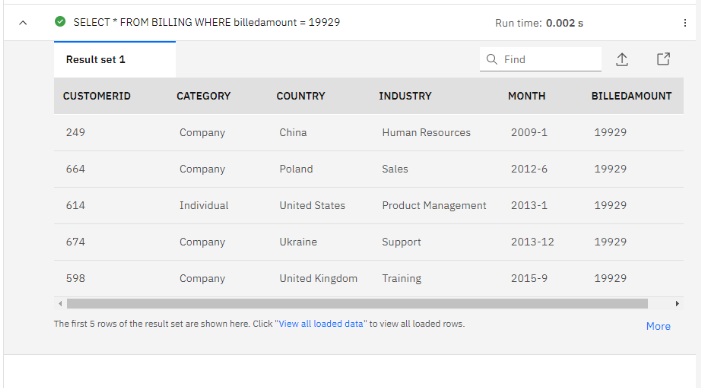 SELECT * FROM BILLING WHERE billedamount = 19929 Run time: 0.002 s
Result set 1 Find
CUSTOMERID CATEGORY COUNTRY INDUSTRY MONTH BILLEDAMOUNT
249 Company China Human Resources 2009-1 19929
664 Company Poland Sales 2012-6 19929
614 Individual United States Product Management 2013-1 19929
674 Company Ukraine Support 2013-12 19929
598 Company United Kingdom Training 2015-9 19929
The first 5 rows of the result set are shown here. Click "View all loaded data" to view all loaded rows. More